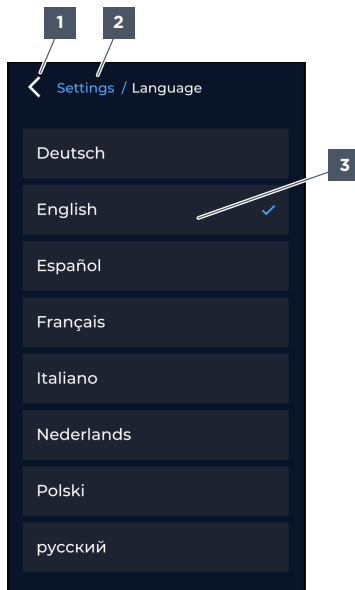 1 2
Settings / Language
Deutsch
3
English
Español
Français
Italiano
Nederlands
Polski
русский